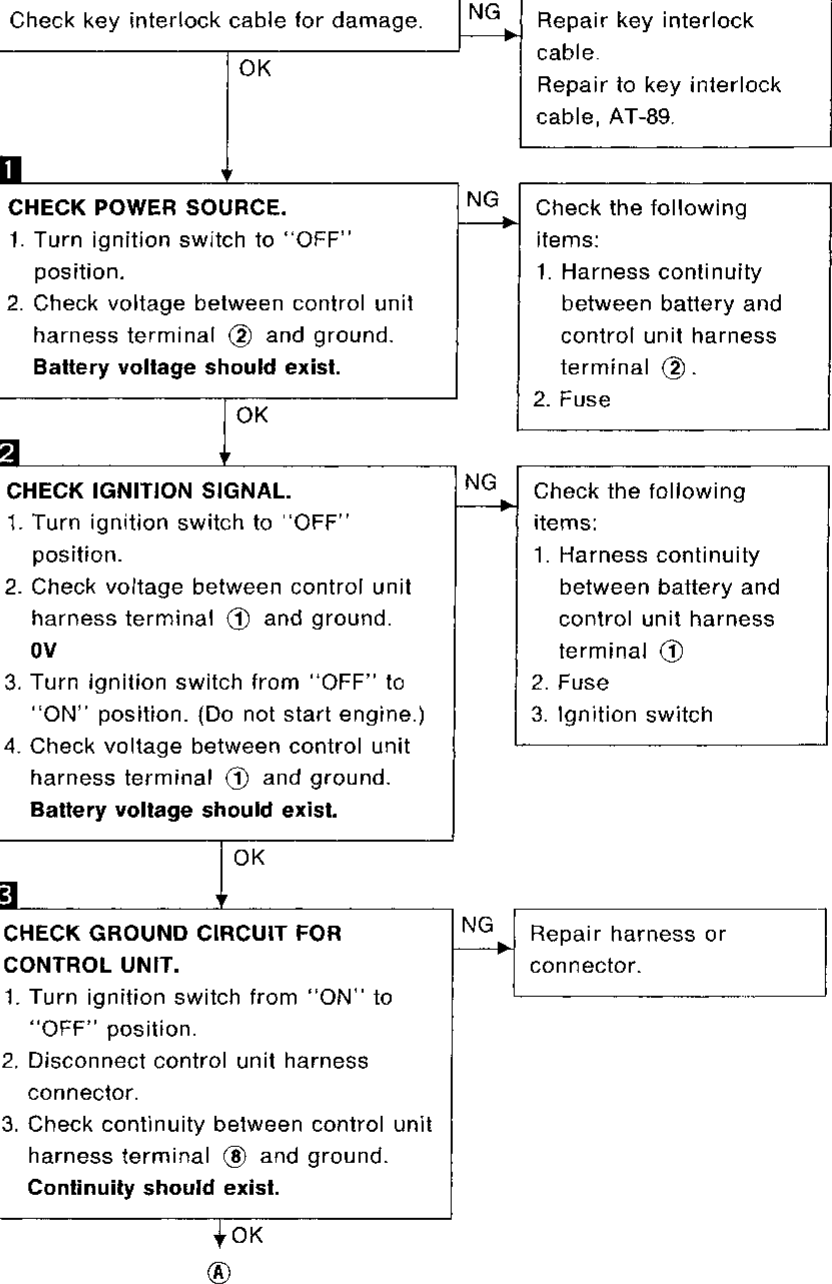 Check key interlock cable for damage.
NG
Repair key interlock
cable.
Repair to key interlock
cable, AT-89.
OK
1
CHECK POWER SOURCE.
1. Turn ignition switch to "OFF"
position.
2. Check voltage between control unit
harness terminal ② and ground.
Battery voltage should exist.
NG
Check the following
items:
1. Harness continuity
between battery and
control unit harness
terminal ②.
2. Fuse
OK
2
CHECK IGNITION SIGNAL.
1. Turn ignition switch to "OFF"
position.
2. Check voltage between control unit
harness terminal ① and ground.
0V
3. Turn ignition switch from "OFF" to
"ON" position. (Do not start engine.)
4. Check voltage between control unit
harness terminal ① and ground.
Battery voltage should exist.
NG
Check the following
items:
1. Harness continuity
between battery and
control unit harness
terminal ①
2. Fuse
3. Ignition switch
OK
3
CHECK GROUND CIRCUIT FOR
CONTROL UNIT.
1. Turn ignition switch from "ON" to
"OFF" position.
2. Disconnect control unit harness
connector.
3. Check continuity between control unit
harness terminal ⑧ and ground.
Continuity should exist.
NG
Repair harness or
connector.
OK
Ⓐ